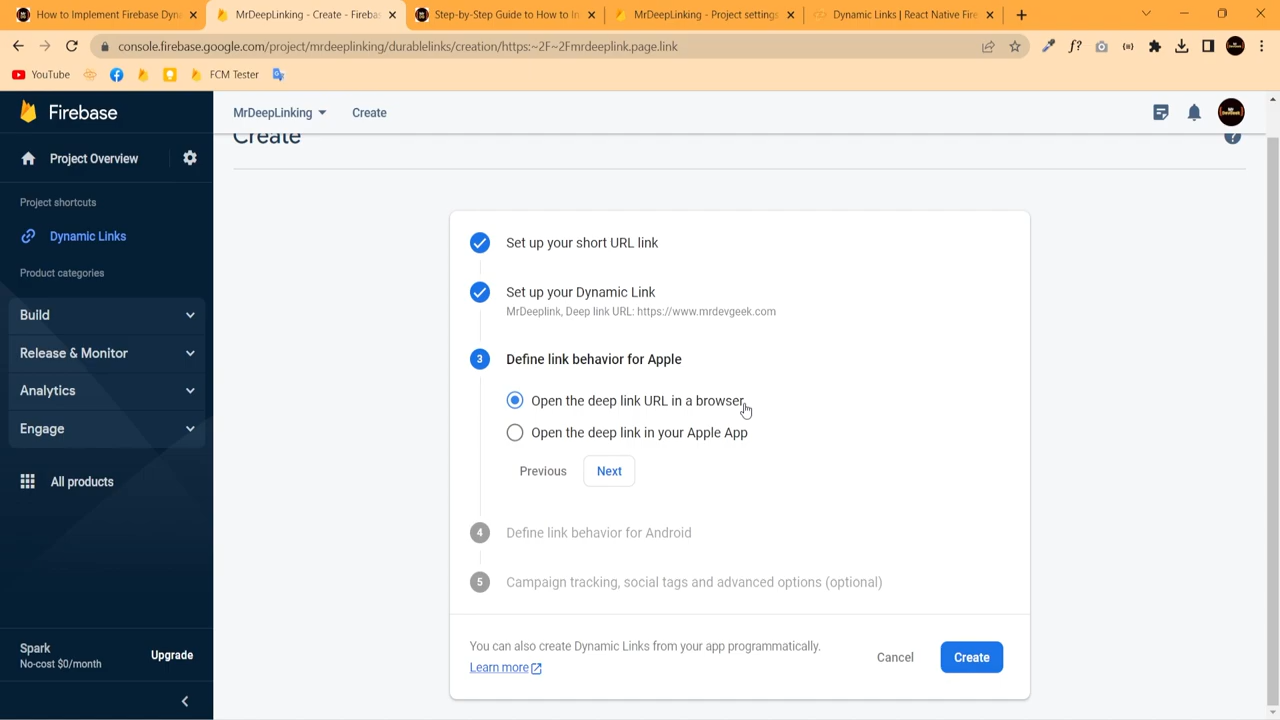 How to Implement Firebase Dyn
MrDeepLinking - Create - Fireba
Step-by-Step Guide to How to In
MrDeepLinking - Project settings
Dynamic Links | React Native Fire
console.firebase.google.com/project/mrdeeplinking/durablelinks/creation/https:~2F~2Fmrdeeplink.page.link
YouTube
FCM Tester
Firebase
MrDeepLinking
Create
Create
Project Overview
Project shortcuts
Dynamic Links
Product categories
Build
Release & Monitor
Analytics
Engage
All products
Spark
No-cost $0/month
Upgrade
Set up your short URL link
Set up your Dynamic Link
MrDeeplink, Deep link URL: https://www.mrdevgeek.com
3 Define link behavior for Apple
Open the deep link URL in a browser
Open the deep link in your Apple App
Previous Next
4 Define link behavior for Android
5 Campaign tracking, social tags and advanced options (optional)
You can also create Dynamic Links from your app programmatically.
Learn more
Cancel Create